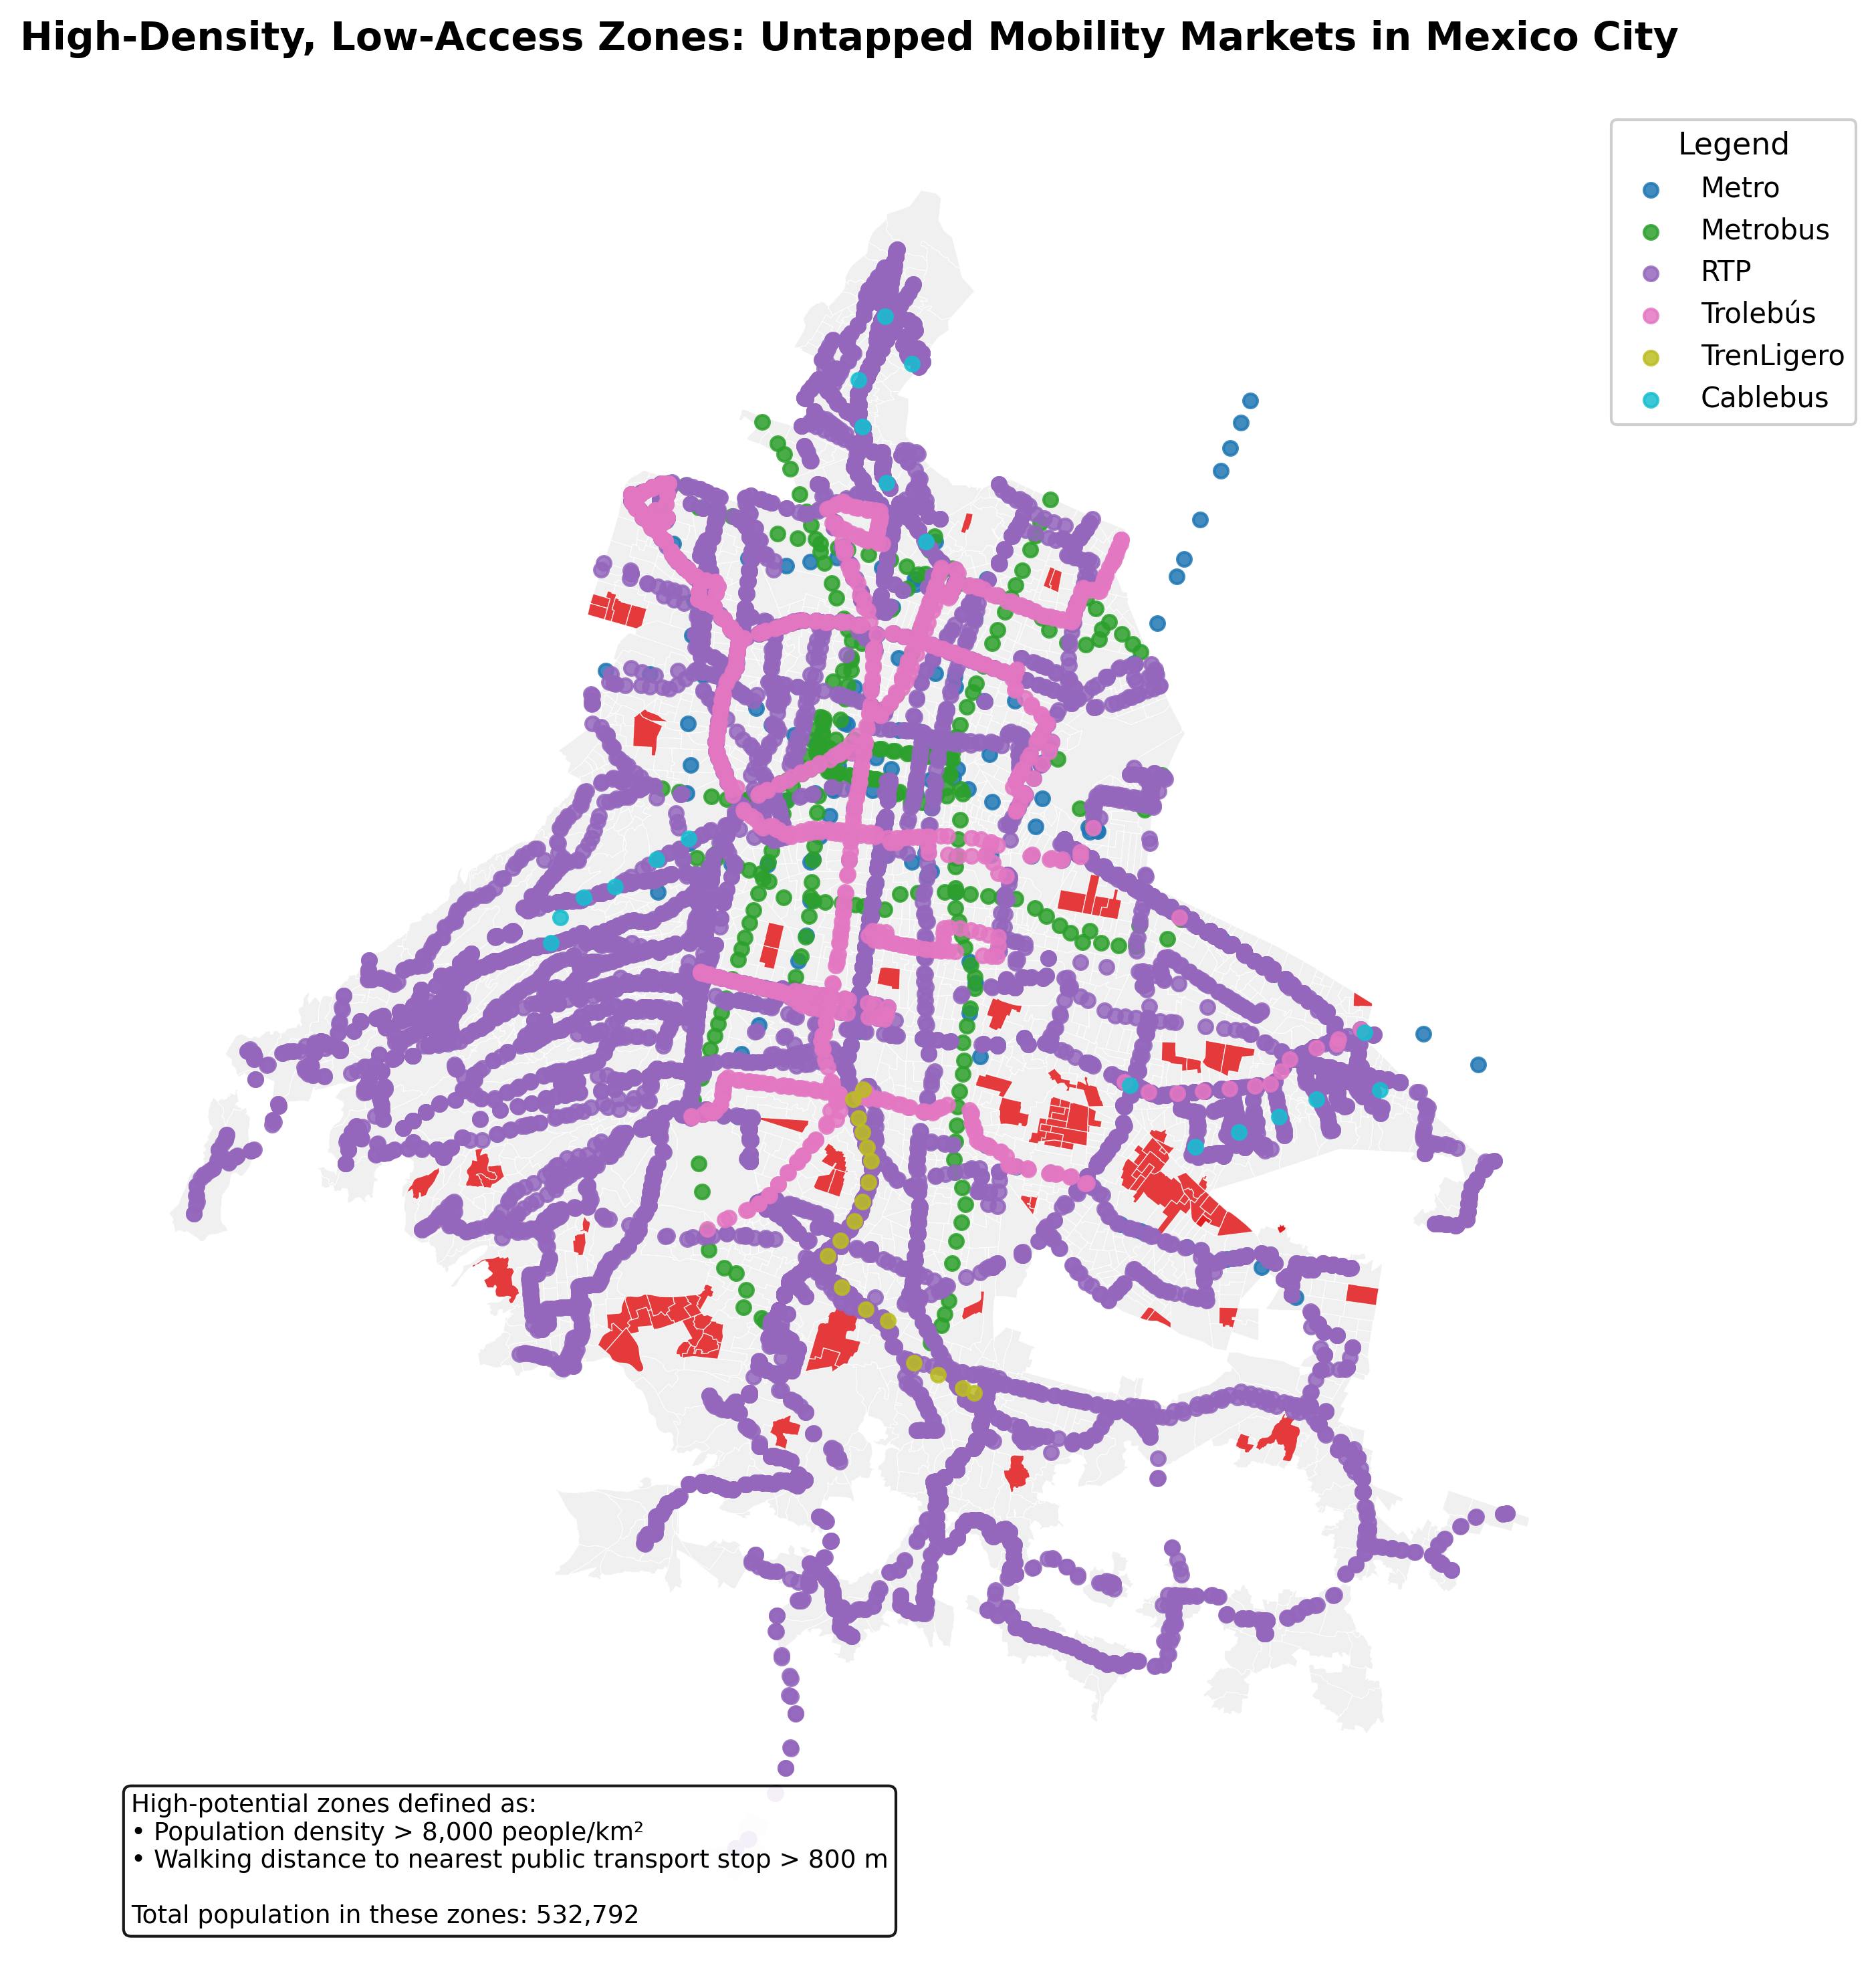 High-Density, Low-Access Zones: Untapped Mobility Markets in Mexico City
Legend
Metro
Metrobus
RTP
Trolebús
TrenLigero
Cablebus
High-potential zones defined as:
• Population density > 8,000 people/km²
• Walking distance to nearest public transport stop > 800 m
Total population in these zones: 532,792